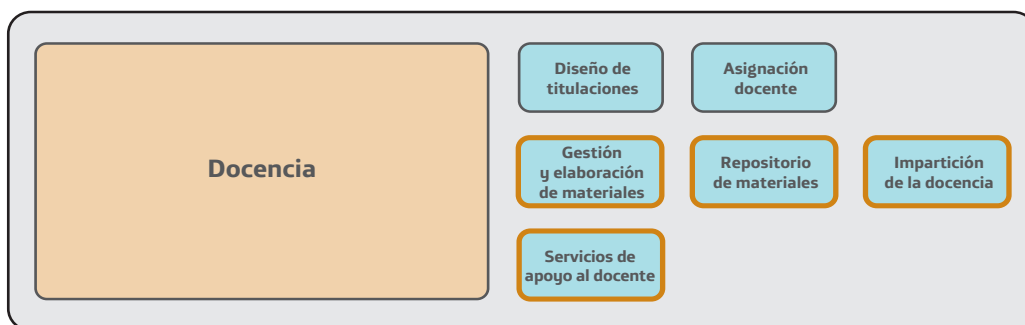 Docencia
Diseño de
titulaciones
Asignación
docente
Gestión
y elaboración
de materiales
Repositorio
de materiales
Impartición
de la docencia
Servicios de
apoyo al docente